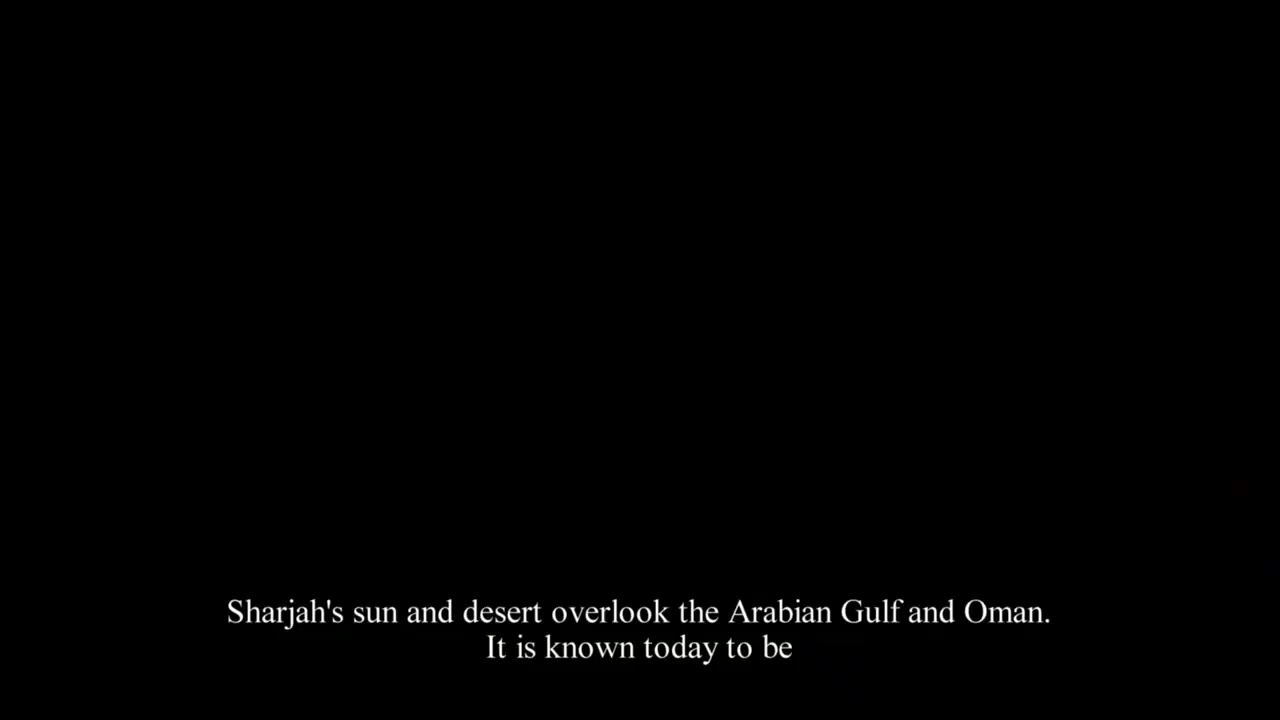 Sharjah's sun and desert overlook the Arabian Gulf and Oman.
It is known today to be